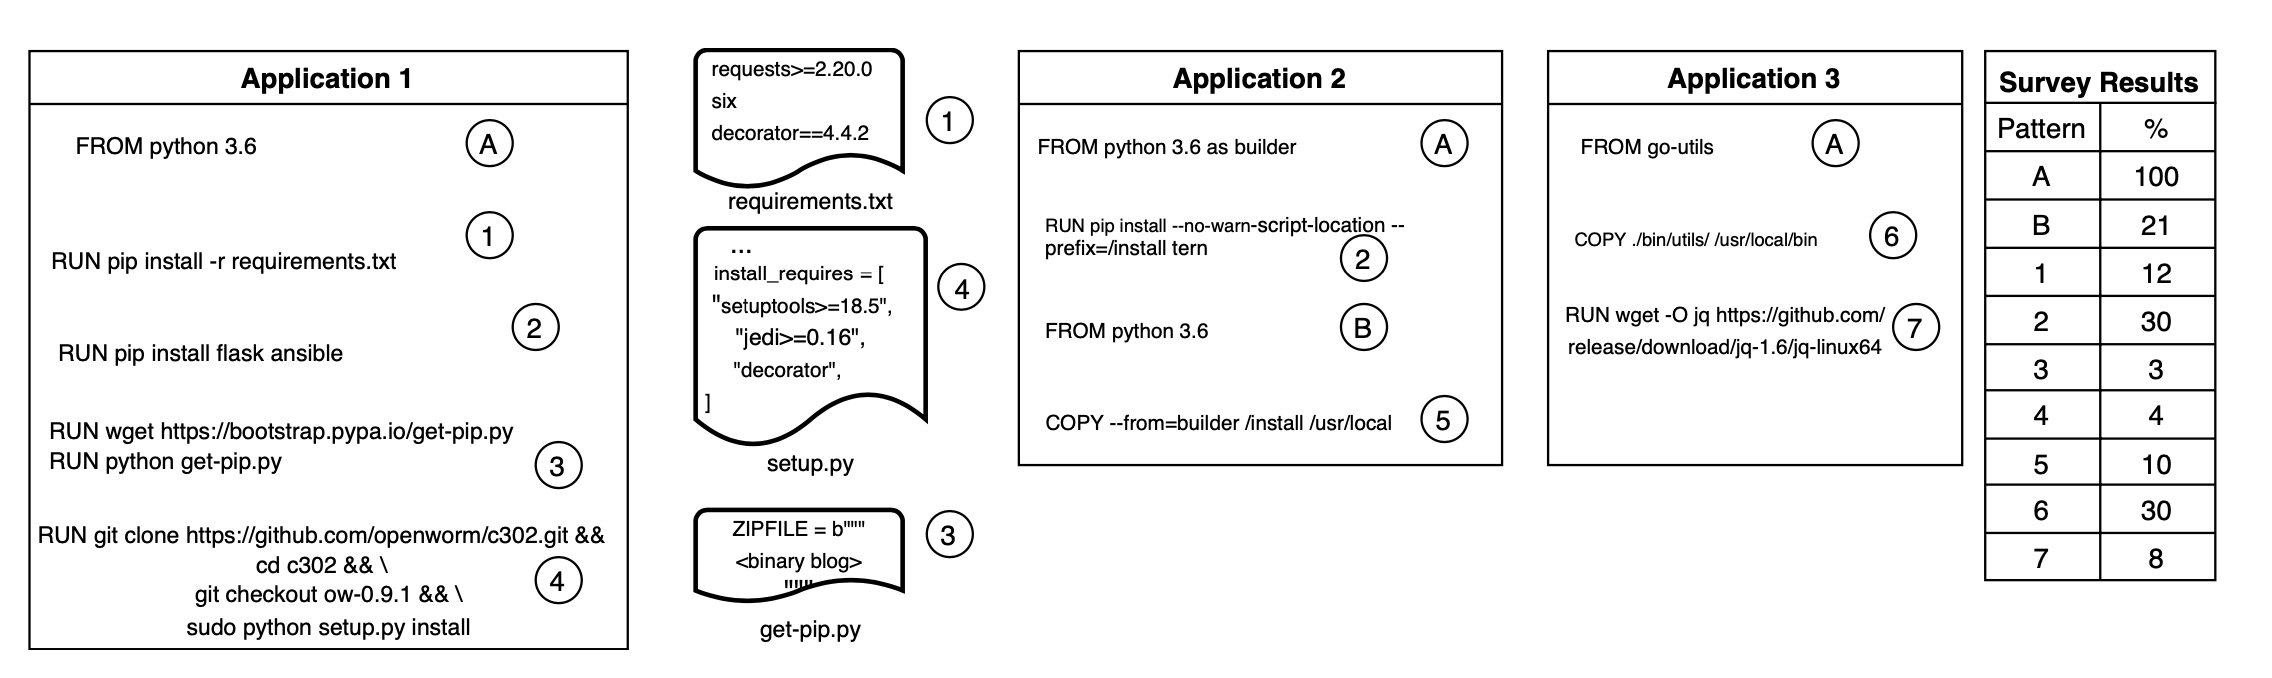 Application 1
FROM python 3.6
A
1
RUN pip install -r requirements.txt
2
RUN pip install flask ansible
RUN wget https://bootstrap.pypa.io/get-pip.py
RUN python get-pip.py
3
RUN git clone https://github.com/openworm/c302.git &&
cd c302 && \
4
git checkout ow-0.9.1 && \
sudo python setup.py install
requests>=2.20.0
six
decorator==4.4.2
1
requirements.txt
...
install_requires = [
"setuptools>=18.5",
"jedi>=0.16",
"decorator",
]
4
setup.py
ZIPFILE = b"""
<binary blog>
"""
3
get-pip.py
Application 2
FROM python 3.6 as builder
A
RUN pip install --no-warn-script-location --
prefix=/install tern
2
FROM python 3.6
B
COPY --from=builder /install /usr/local
5
Application 3
FROM go-utils
A
COPY ./bin/utils/ /usr/local/bin
6
RUN wget -O jq https://github.com/
release/download/jq-1.6/jq-linux64
7
Survey Results
Pattern %
A 100
B 21
1 12
2 30
3 3
4 4
5 10
6 30
7 8